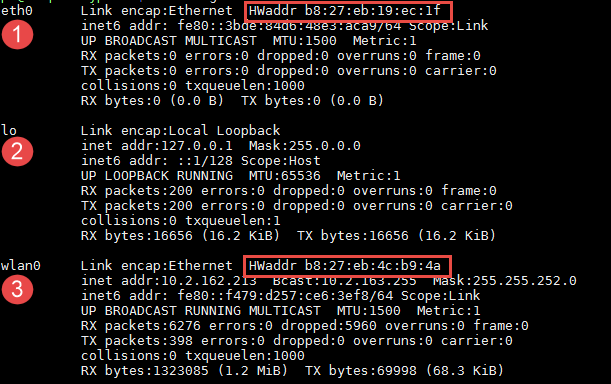 eth0 Link encap:Ethernet HWaddr b8:27:eb:19:ec:1f
1 inet6 addr: fe80::3bde:84d6:48e3:aca9/64 Scope:Link
UP BROADCAST MULTICAST MTU:1500 Metric:1
RX packets:0 errors:0 dropped:0 overruns:0 frame:0
TX packets:0 errors:0 dropped:0 overruns:0 carrier:0
collisions:0 txqueuelen:1000
RX bytes:0 (0.0 B) TX bytes:0 (0.0 B)
lo Link encap:Local Loopback
2 inet addr:127.0.0.1 Mask:255.0.0.0
inet6 addr: ::1/128 Scope:Host
UP LOOPBACK RUNNING MTU:65536 Metric:1
RX packets:200 errors:0 dropped:0 overruns:0 frame:0
TX packets:200 errors:0 dropped:0 overruns:0 carrier:0
collisions:0 txqueuelen:1
RX bytes:16656 (16.2 KiB) TX bytes:16656 (16.2 KiB)
wlan0 Link encap:Ethernet HWaddr b8:27:eb:4c:b9:4a
3 inet addr:10.2.162.213 Bcast:10.2.163.255 Mask:255.255.252.0
inet6 addr: fe80::f479:d257:ce6:3ef8/64 Scope:Link
UP BROADCAST RUNNING MULTICAST MTU:1500 Metric:1
RX packets:6276 errors:0 dropped:5960 overruns:0 frame:0
TX packets:398 errors:0 dropped:0 overruns:0 carrier:0
collisions:0 txqueuelen:1000
RX bytes:1323085 (1.2 MiB) TX bytes:69998 (68.3 KiB)